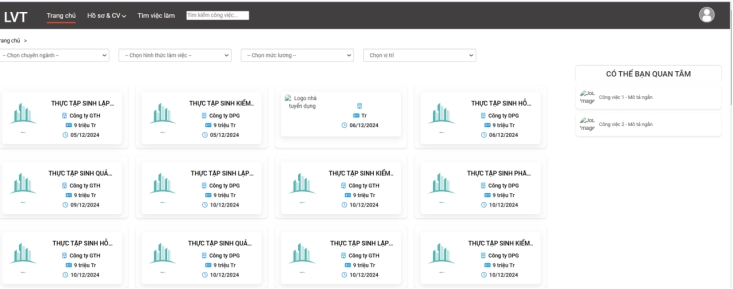 LVT Trang chủ Hồ sơ & CV Việc làm Tìm kiếm công việc...
rang chủ >
-- Chọn chuyên ngành -- -- Chọn hình thức làm việc -- -- Chọn mức lương -- Chọn vị trí
CÓ THỂ BẠN QUAN TÂM
Công việc 1 - Mô tả ngắn
Công việc 2 - Mô tả ngắn
THỰC TẬP SINH LẬP...
Công ty GTH
9 triệu Tr
05/12/2024
THỰC TẬP SINH KIỂM..
Công ty DPG
9 triệu Tr
05/12/2024
Logo nhà
tuyển dụng
Tr
06/12/2024
THỰC TẬP SINH HỖ...
Công ty DPG
9 triệu Tr
06/12/2024
THỰC TẬP SINH QUẢ...
Công ty GTH
9 triệu Tr
09/12/2024
THỰC TẬP SINH LẬP...
Công ty DPG
9 triệu Tr
10/12/2024
THỰC TẬP SINH KIỂM..
Công ty GTH
9 triệu Tr
10/12/2024
THỰC TẬP SINH PHÁ...
Công ty DPG
9 triệu Tr
10/12/2024
THỰC TẬP SINH HỖ...
Công ty GTH
9 triệu Tr
10/12/2024
THỰC TẬP SINH QUẢ...
Công ty DPG
9 triệu Tr
10/12/2024
THỰC TẬP SINH LẬP...
Công ty GTH
9 triệu Tr
10/12/2024
THỰC TẬP SINH KIỂM..
Công ty DPG
9 triệu Tr
10/12/2024